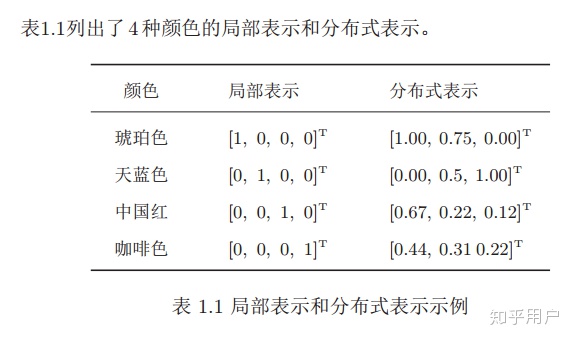 表1.1列出了4种颜色的局部表示和分布式表示。
颜色 局部表示 分布式表示
琥珀色 [1, 0, 0, 0]ᵀ [1.00, 0.75, 0.00]ᵀ
天蓝色 [0, 1, 0, 0]ᵀ [0.00, 0.5, 1.00]ᵀ
中国红 [0, 0, 1, 0]ᵀ [0.67, 0.22, 0.12]ᵀ
咖啡色 [0, 0, 0, 1]ᵀ [0.44, 0.31 0.22]ᵀ
表 1.1 局部表示和分布式表示示例
知乎用户